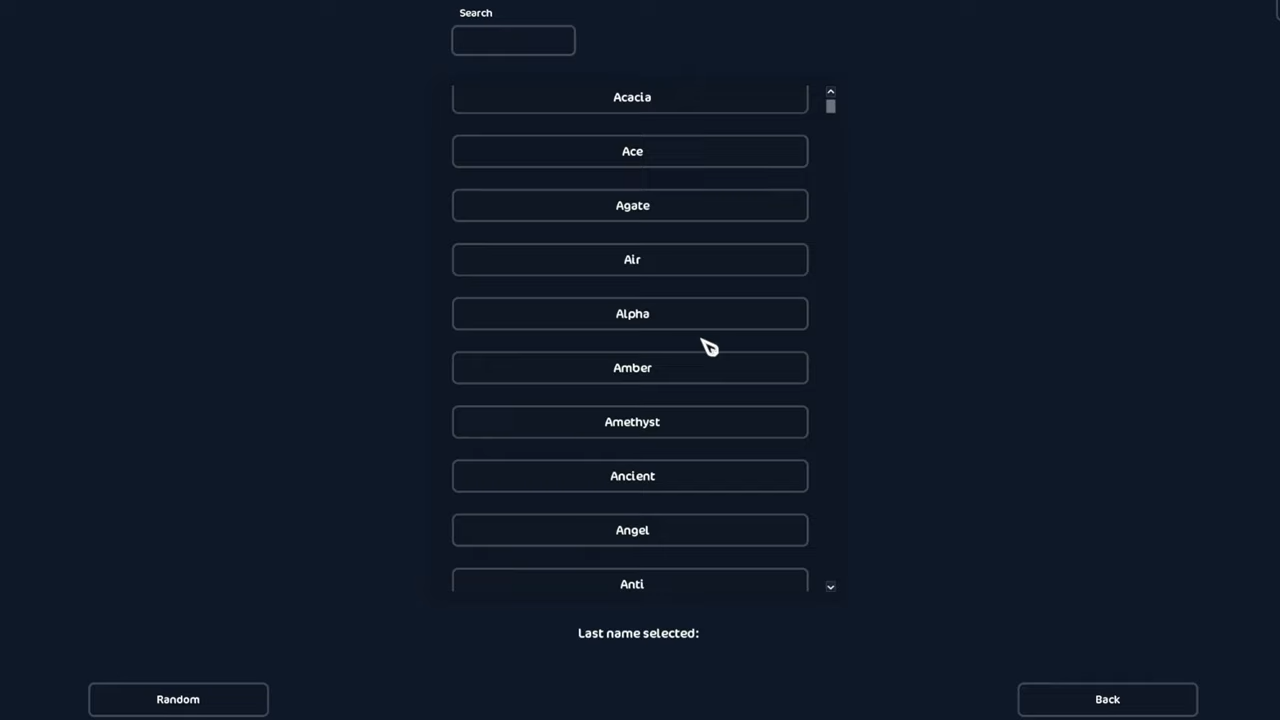 Search
Acacia
Ace
Agate
Air
Alpha
Amber
Amethyst
Ancient
Angel
Anti
Last name selected:
Random
Back